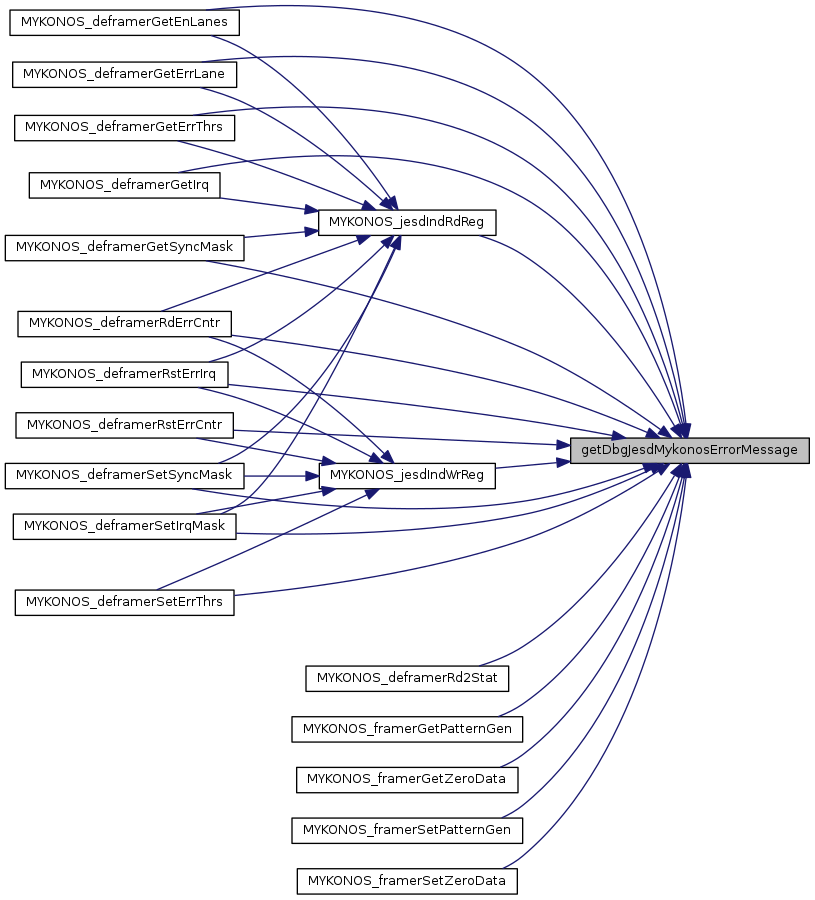 MYKONOS_deframerGetEnLanes
MYKONOS_deframerGetErrLane
MYKONOS_deframerGetErrThrs
MYKONOS_deframerGetIrq
MYKONOS_jesdIndRdReg
MYKONOS_deframerGetSyncMask
MYKONOS_deframerRdErrCntr
MYKONOS_deframerRstErrIrq
MYKONOS_deframerRstErrCntr
getDbgJesdMykonosErrorMessage
MYKONOS_deframerSetSyncMask
MYKONOS_jesdIndWrReg
MYKONOS_deframerSetIrqMask
MYKONOS_deframerSetErrThrs
MYKONOS_deframerRd2Stat
MYKONOS_framerGetPatternGen
MYKONOS_framerGetZeroData
MYKONOS_framerSetPatternGen
MYKONOS_framerSetZeroData